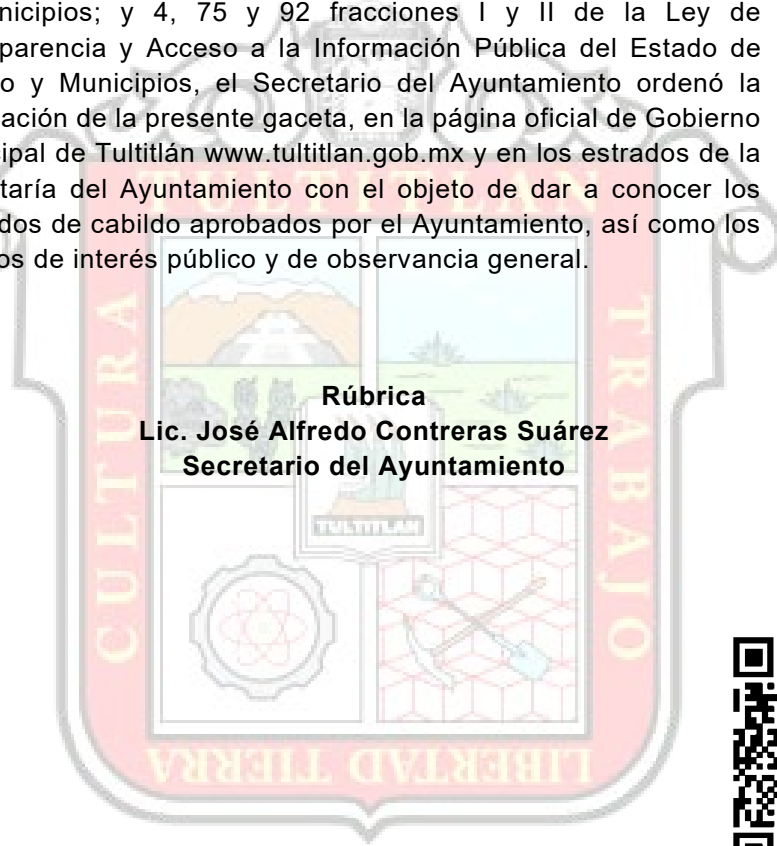 nicipios; y 4, 75 y 92 fracciones I y II de la Ley de
parencia y Acceso a la Información Pública del Estado de
o y Municipios, el Secretario del Ayuntamiento ordenó la
ación de la presente gaceta, en la página oficial de Gobierno
cipal de Tultitlán www.tultitlan.gob.mx y en los estrados de la
taría del Ayuntamiento con el objeto de dar a conocer los
dos de cabildo aprobados por el Ayuntamiento, así como los
os de interés público y de observancia general.
TULTITLÁN
CULTURA
TRABAJO
Rúbrica
Lic. José Alfredo Contreras Suárez
Secretario del Ayuntamiento
TULTITLAN
LIBERTAD TIERRA